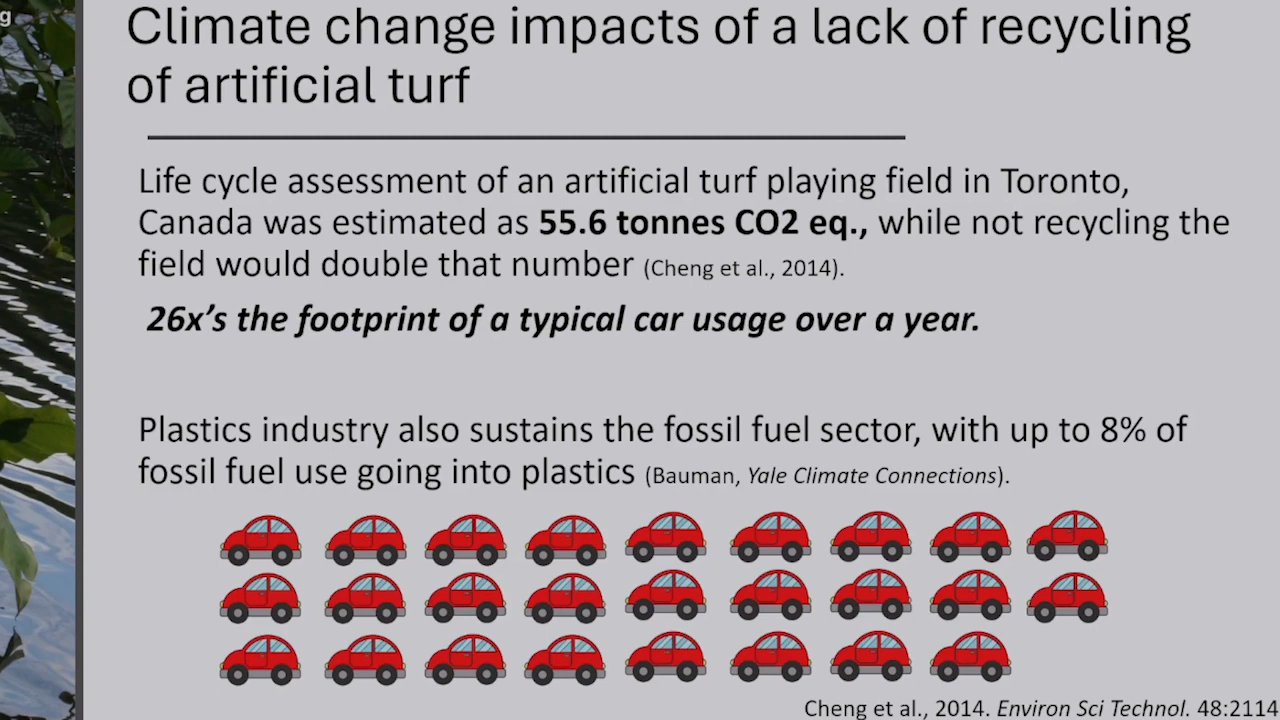 g
Climate change impacts of a lack of recycling
of artificial turf
Life cycle assessment of an artificial turf playing field in Toronto,
Canada was estimated as 55.6 tonnes CO2 eq., while not recycling the
field would double that number (Cheng et al., 2014).
26x's the footprint of a typical car usage over a year.
Plastics industry also sustains the fossil fuel sector, with up to 8% of
fossil fuel use going into plastics (Bauman, Yale Climate Connections).
Cheng et al., 2014. Environ Sci Technol. 48:2114